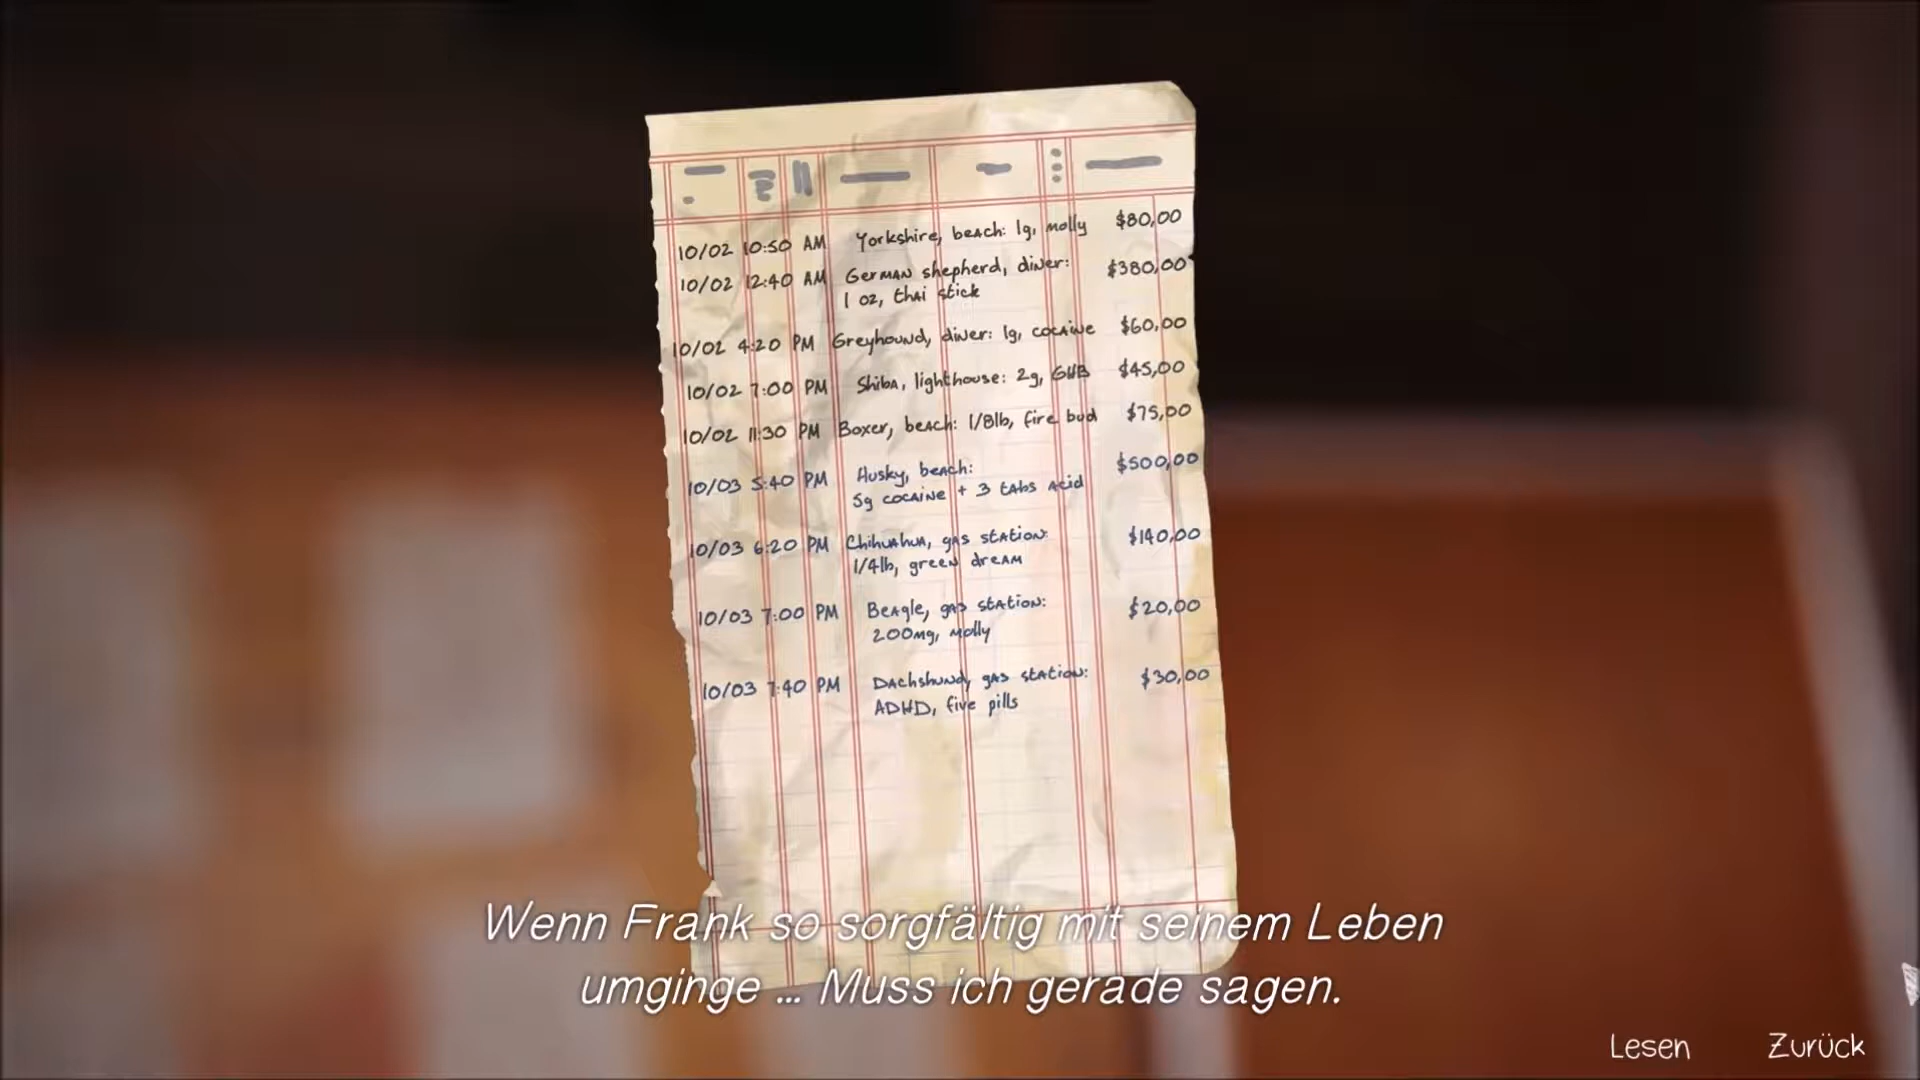 10/02 10:50 AM Yorkshire, beach: 1g, molly $80,00
10/02 12:40 AM German shepherd, diner: $380,00
1 oz, thai stick
10/02 4:20 PM Greyhound, diner: 1g, cocaine $60,00
10/02 7:00 PM Shiba, lighthouse: 2g, GHB $45,00
10/02 11:30 PM Boxer, beach: 1/8lb, fire bud $75,00
10/03 5:40 PM Husky, beach: $500,00
5g cocaine + 3 tabs acid
10/03 6:20 PM Chihuahua, gas station: $140,00
1/4lb, green dream
10/03 7:00 PM Beagle, gas station: $20,00
200mg, molly
10/03 7:40 PM Dachshund, gas station: $30,00
ADHD, five pills
Wenn Frank so sorgfältig mit seinem Leben
umginge ... Muss ich gerade sagen.
Lesen Zurück